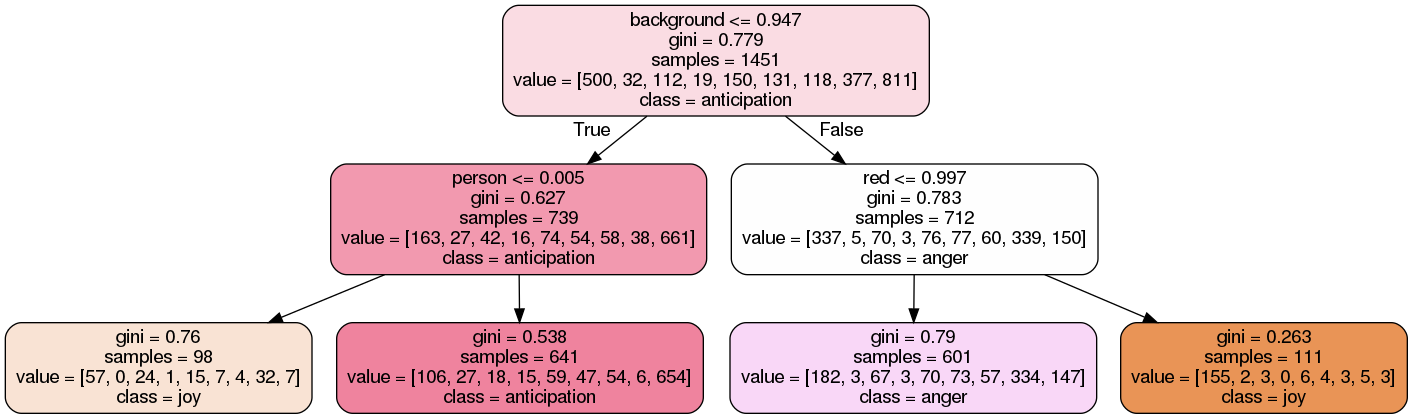 background <= 0.947
gini = 0.779
samples = 1451
value = [500, 32, 112, 19, 150, 131, 118, 377, 811]
class = anticipation
True
False
person <= 0.005
gini = 0.627
samples = 739
value = [163, 27, 42, 16, 74, 54, 58, 38, 661]
class = anticipation
red <= 0.997
gini = 0.783
samples = 712
value = [337, 5, 70, 3, 76, 77, 60, 339, 150]
class = anger
gini = 0.76
samples = 98
value = [57, 0, 24, 1, 15, 7, 4, 32, 7]
class = joy
gini = 0.538
samples = 641
value = [106, 27, 18, 15, 59, 47, 54, 6, 654]
class = anticipation
gini = 0.79
samples = 601
value = [182, 3, 67, 3, 70, 73, 57, 334, 147]
class = anger
gini = 0.263
samples = 111
value = [155, 2, 3, 0, 6, 4, 3, 5, 3]
class = joy